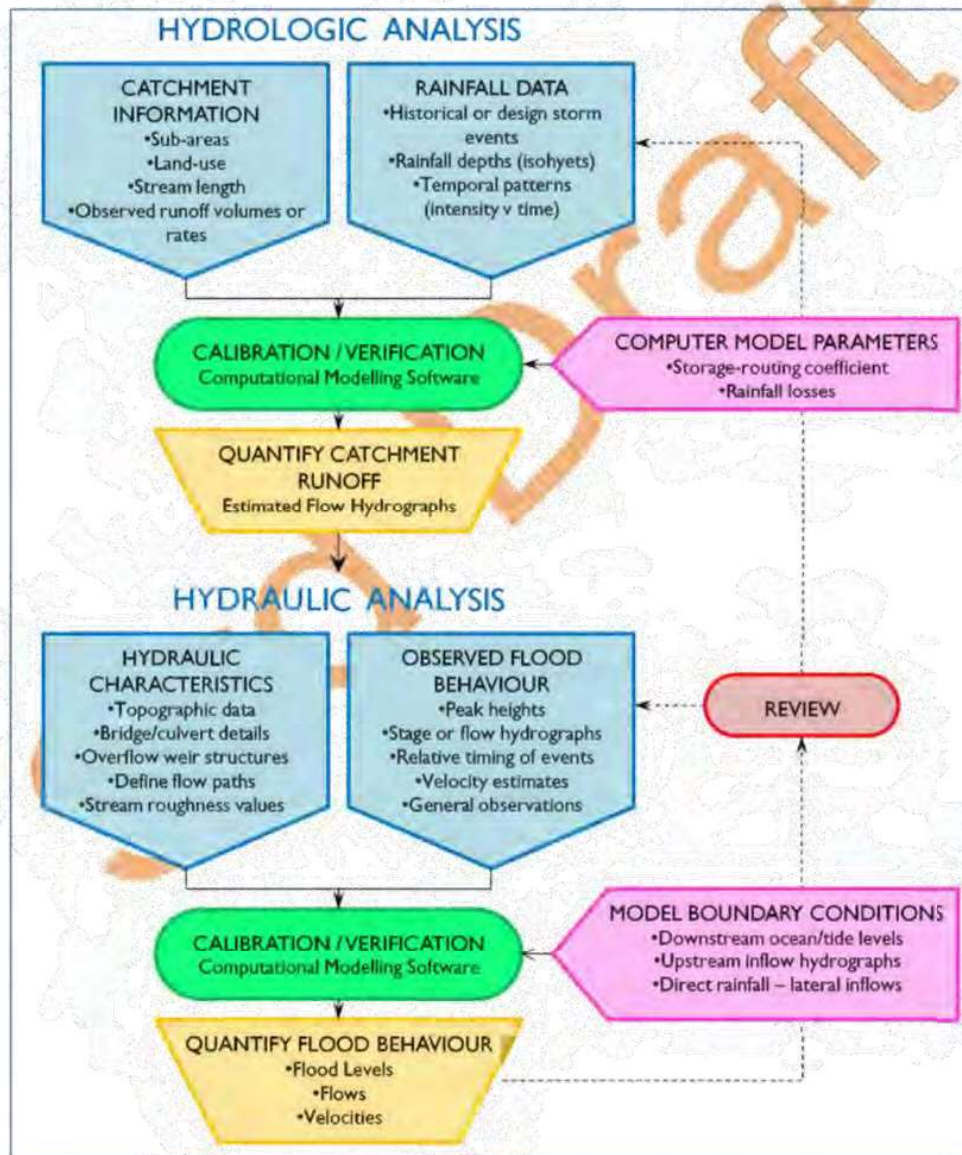 HYDROLOGIC ANALYSIS
CATCHMENT
INFORMATION
•Sub-areas
•Land-use
•Stream length
•Observed runoff volumes or
rates
RAINFALL DATA
•Historical or design storm
events
•Rainfall depths (isohyets)
•Temporal patterns
(intensity v time)
CALIBRATION / VERIFICATION
Computational Modelling Software
COMPUTER MODEL PARAMETERS
•Storage-routing coefficient
•Rainfall losses
QUANTIFY CATCHMENT
RUNOFF
Estimated Flow Hydrographs
HYDRAULIC ANALYSIS
HYDRAULIC
CHARACTERISTICS
•Topographic data
•Bridge/culvert details
•Overflow weir structures
•Define flow paths
•Stream roughness values
OBSERVED FLOOD
BEHAVIOUR
•Peak heights
•Stage or flow hydrographs
•Relative timing of events
•Velocity estimates
•General observations
REVIEW
CALIBRATION / VERIFICATION
Computational Modelling Software
MODEL BOUNDARY CONDITIONS
•Downstream ocean/tide levels
•Upstream inflow hydrographs
•Direct rainfall – lateral inflows
QUANTIFY FLOOD BEHAVIOUR
•Flood Levels
•Flows
•Velocities
Draft